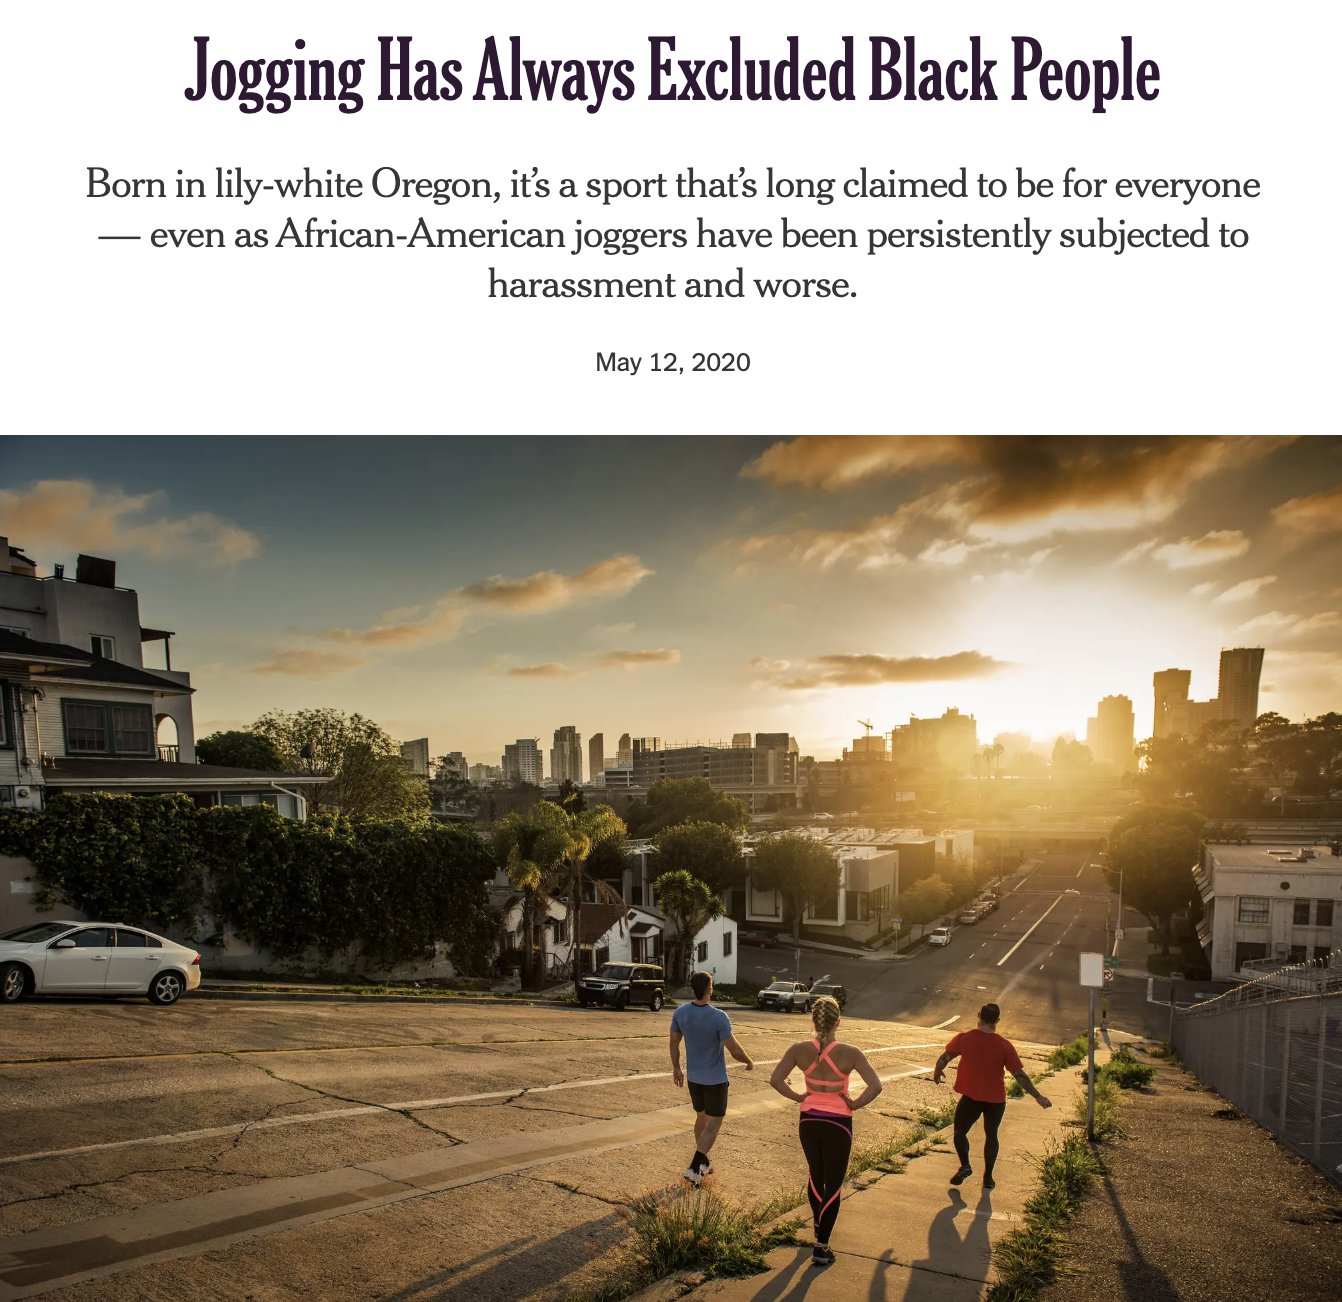 Jogging Has Always Excluded Black People
Born in lily-white Oregon, it’s a sport that’s long claimed to be for everyone
— even as African-American joggers have been persistently subjected to
harassment and worse.
May 12, 2020